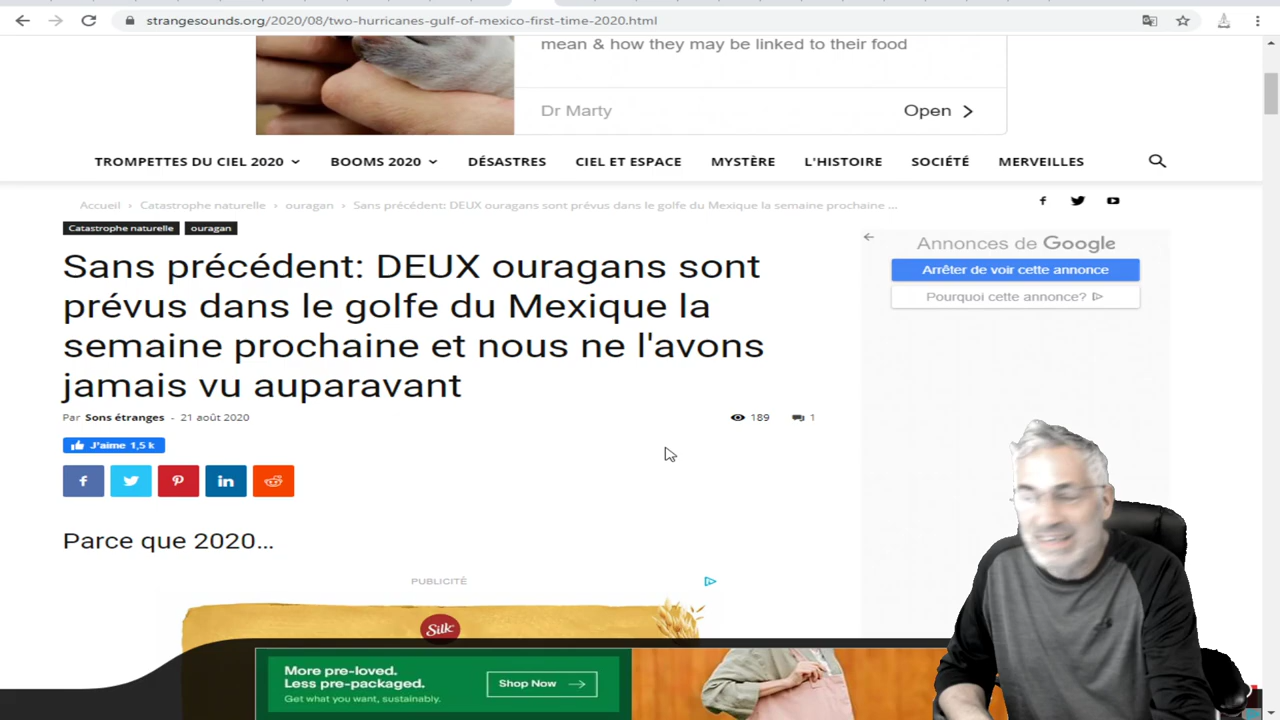 strangesounds.org/2020/08/two-hurricanes-gulf-of-mexico-first-time-2020.html
mean & how they may be linked to their food
Dr Marty
Open
TROMPETTES DU CIEL 2020
BOOMS 2020
DÉSASTRES
CIEL ET ESPACE
MYSTÈRE
L'HISTOIRE
SOCIÉTÉ
MERVEILLES
Accueil › Catastrophe naturelle › ouragan › Sans précédent: DEUX ouragans sont prévus dans le golfe du Mexique la semaine prochaine ...
Catastrophe naturelle
ouragan
Annonces de Google
Arrêter de voir cette annonce
Pourquoi cette annonce?
Sans précédent: DEUX ouragans sont
prévus dans le golfe du Mexique la
semaine prochaine et nous ne l'avons
jamais vu auparavant
Par Sons étranges - 21 août 2020
189
1
J'aime 1,5 k
Parce que 2020...
PUBLICITÉ
Silk
More pre-loved.
Less pre-packaged.
Get what you want, sustainably.
Shop Now